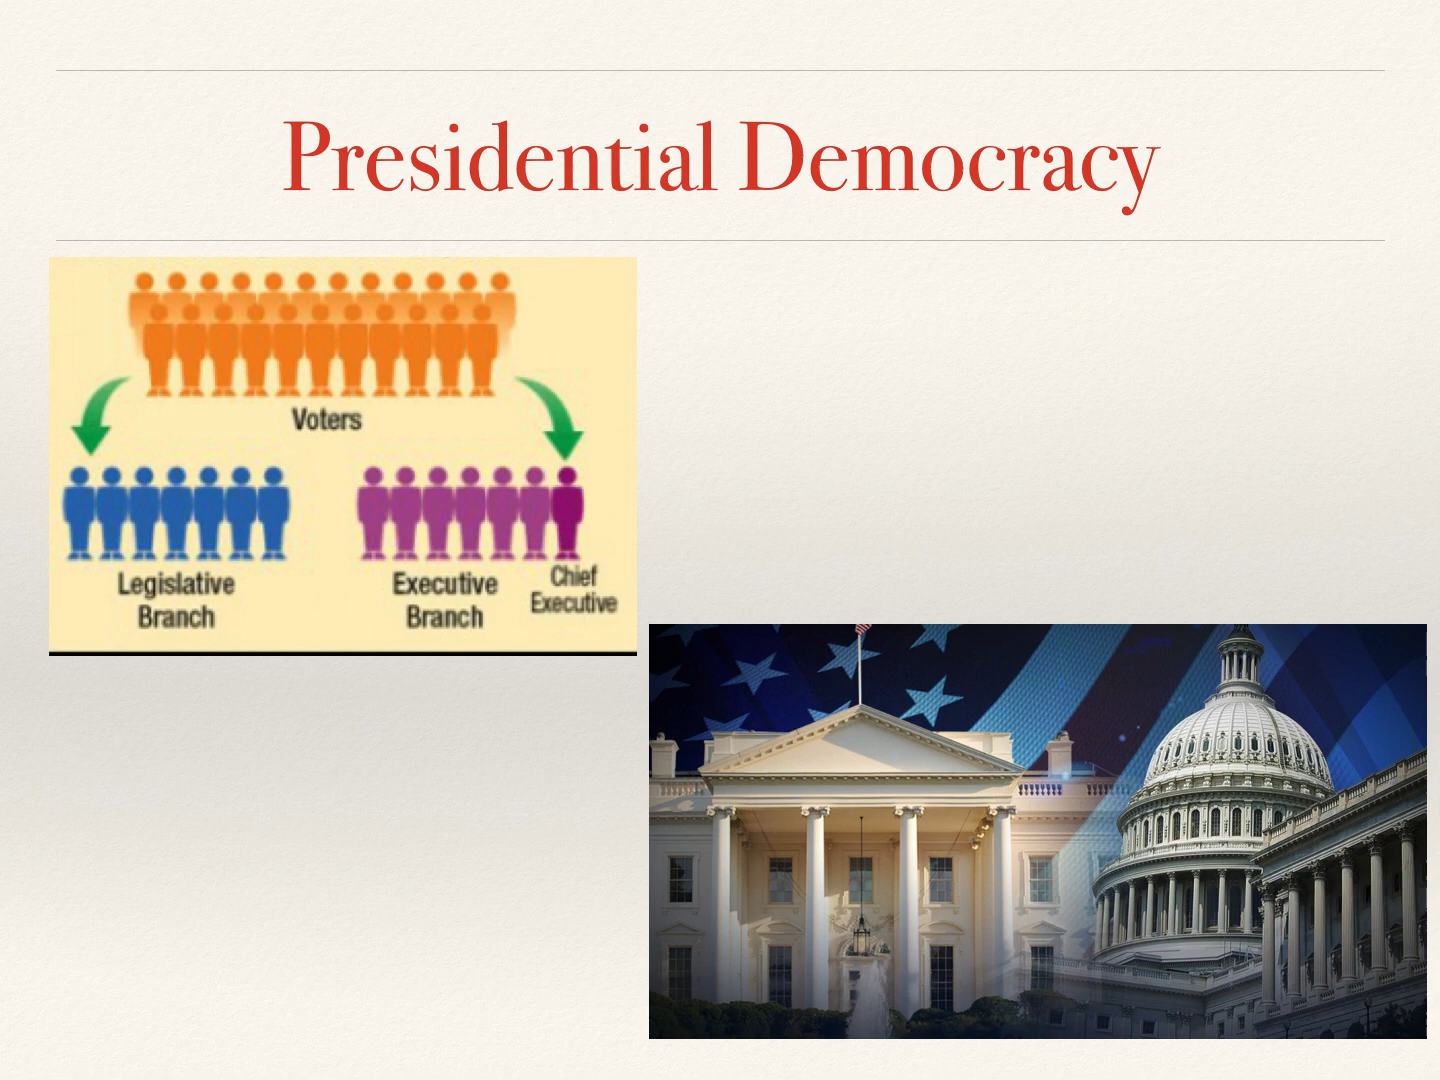 Presidential Democracy
Voters
Legislative
Branch
Executive
Branch
Chief
Executive